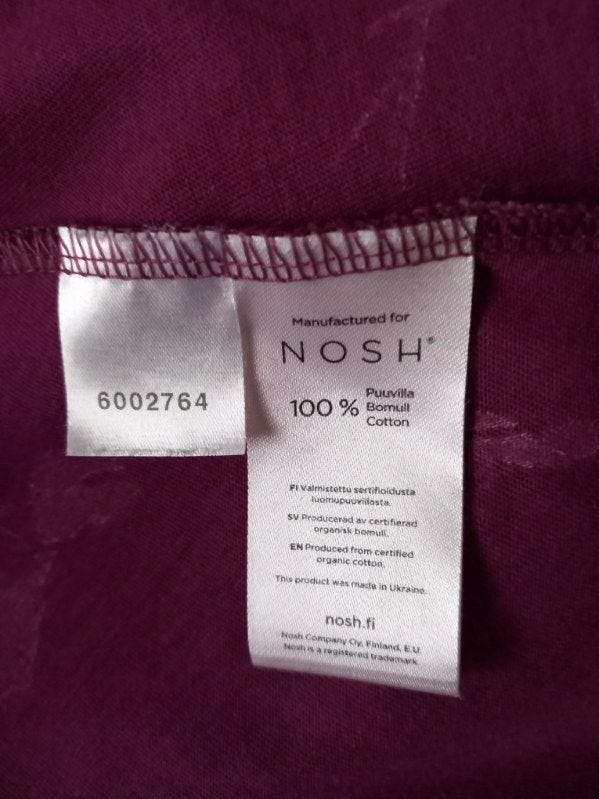 6002764
Manufactured for
NOSH®
100 % Puuvilla
Bomull
Cotton
FI Valmistettu sertifioidusta
luomupuuvillasta.
SV Producerad av certifierad
organisk bomull.
EN Produced from certified
organic cotton.
This product was made in Ukraine.
nosh.fi
Nosh Company Oy, Finland, E.U.
Nosh is a registered trademark.